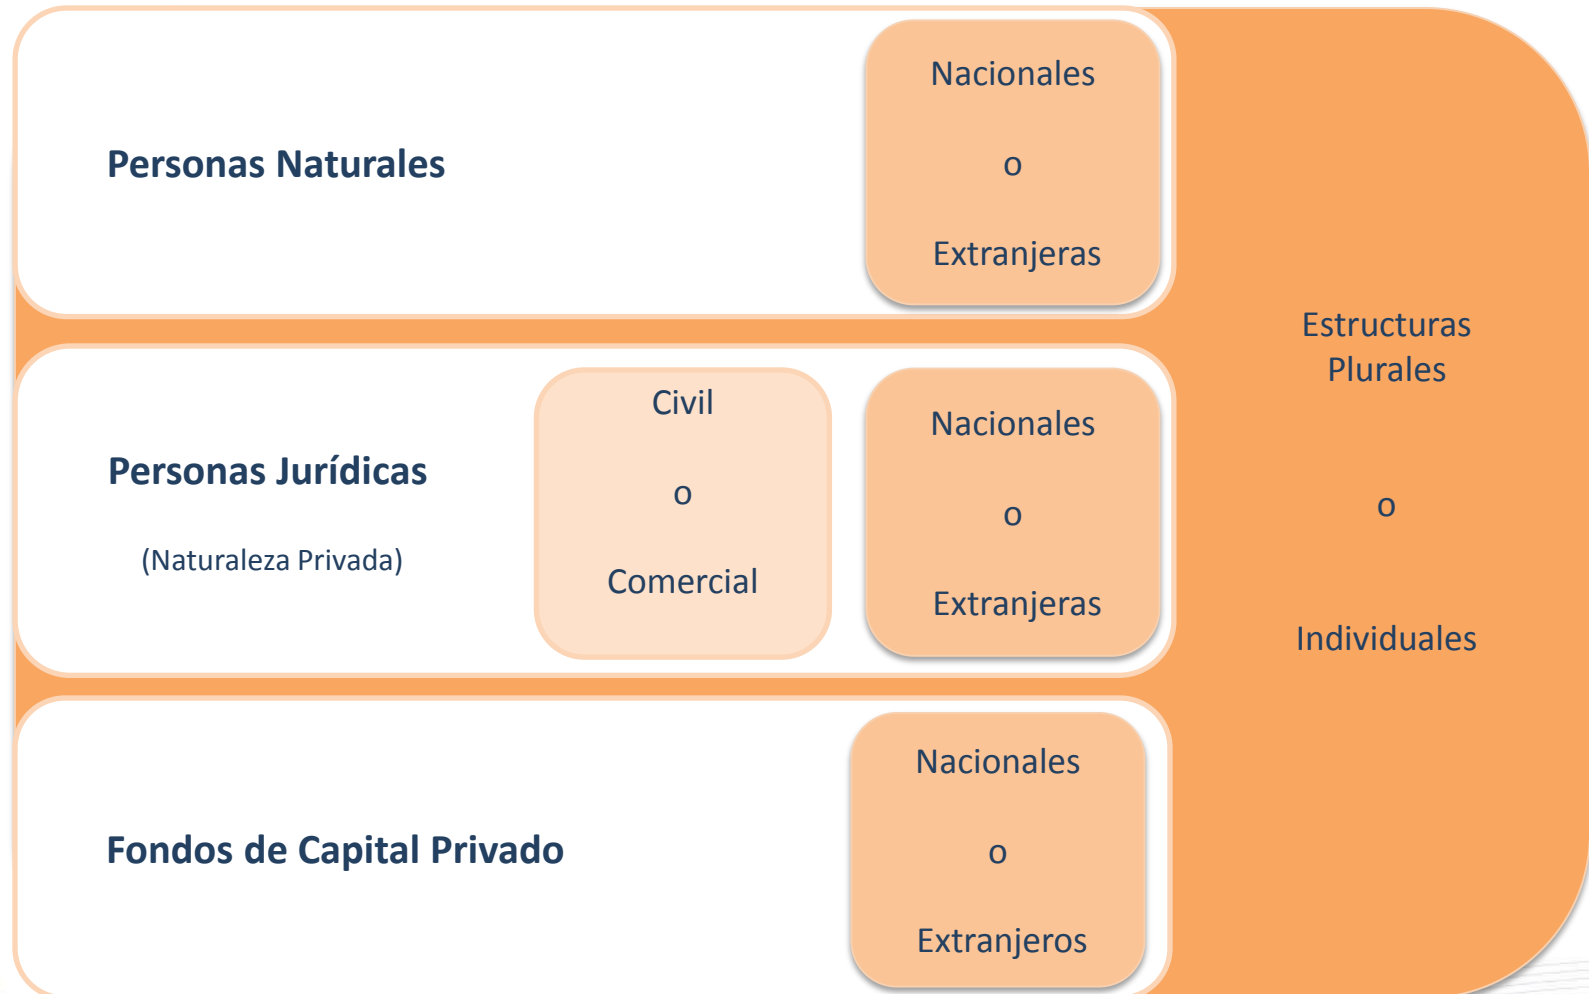 Personas Naturales
Nacionales
o
Extranjeras
Personas Jurídicas
(Naturaleza Privada)
Civil
o
Comercial
Nacionales
o
Extranjeras
Fondos de Capital Privado
Nacionales
o
Extranjeros
Estructuras
Plurales
o
Individuales